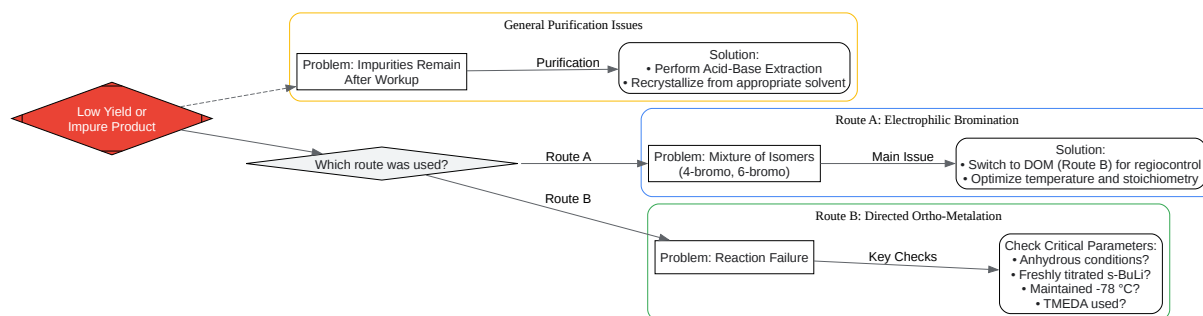 General Purification Issues
Problem: Impurities Remain
After Workup
Purification
Solution:
• Perform Acid-Base Extraction
• Recrystallize from appropriate solvent
Low Yield or
Impure Product
Which route was used?
Route A
Route B
Route A: Electrophilic Bromination
Problem: Mixture of Isomers
(4-bromo, 6-bromo)
Main Issue
Solution:
• Switch to DOM (Route B) for regiocontrol
• Optimize temperature and stoichiometry
Route B: Directed Ortho-Metalation
Problem: Reaction Failure
Key Checks
Check Critical Parameters:
• Anhydrous conditions?
• Freshly titrated s-BuLi?
• Maintained -78 °C?
• TMEDA used?